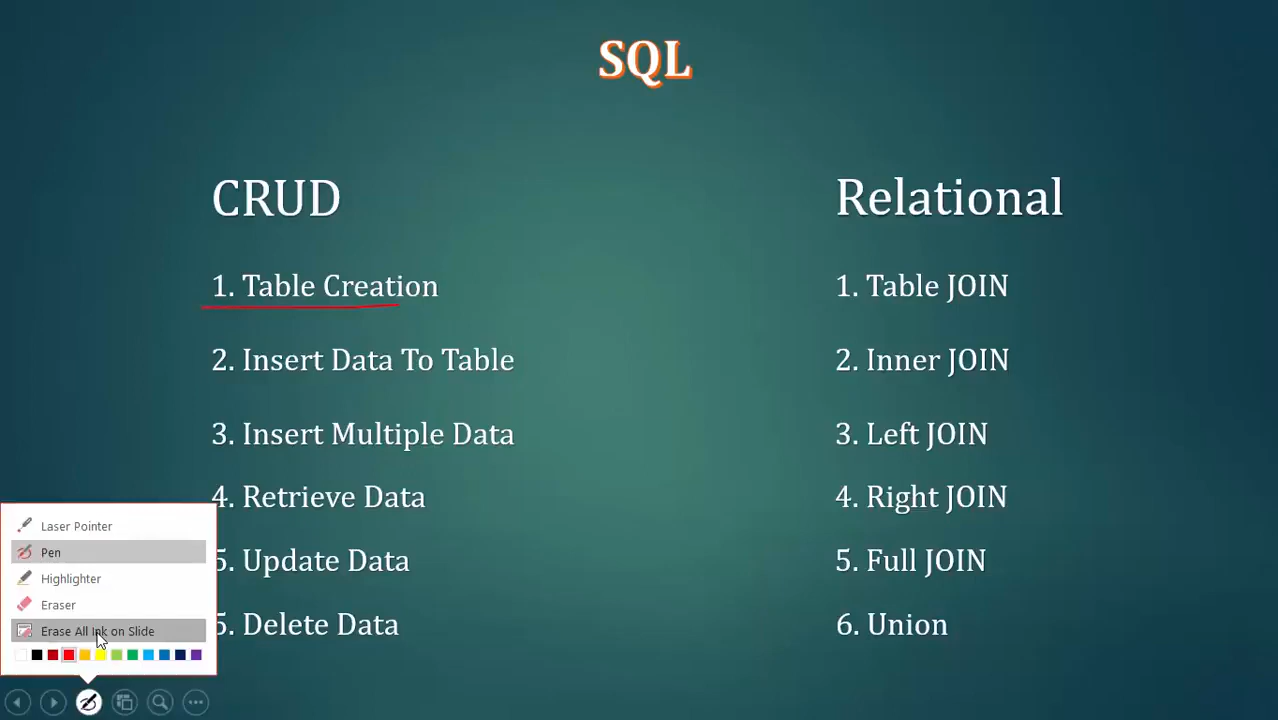 SQL
CRUD
1. Table Creation
2. Insert Data To Table
3. Insert Multiple Data
4. Retrieve Data
5. Update Data
5. Delete Data
Relational
1. Table JOIN
2. Inner JOIN
3. Left JOIN
4. Right JOIN
5. Full JOIN
6. Union
Laser Pointer
Pen
Highlighter
Eraser
Erase All Ink on Slide